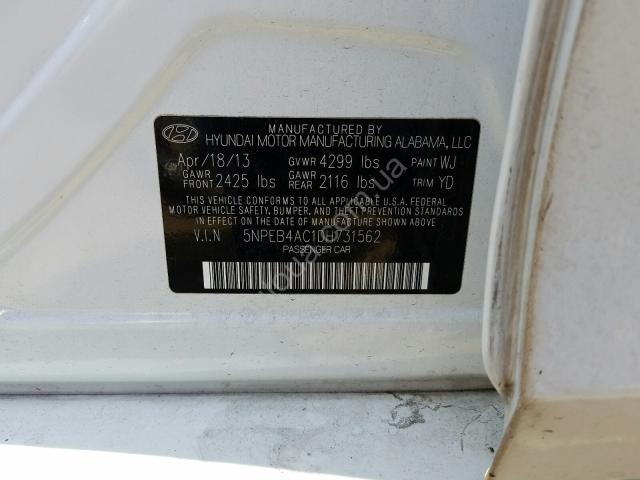 MANUFACTURED BY
HYUNDAI MOTOR MANUFACTURING ALABAMA, LLC
Apr/18/13 GVWR 4299 lbs PAINT WJ
GAWR FRONT 2425 lbs GAWR REAR 2116 lbs TRIM YD
THIS VEHICLE CONFORMS TO ALL APPLICABLE U.S.A. FEDERAL
MOTOR VEHICLE SAFETY, BUMPER, AND THEFT PREVENTION
STANDARDS IN EFFECT ON THE DATE OF MANUFACTURE SHOWN ABOVE
V.I.N 5NPEB4AC1DH731562
PASSENGER CAR